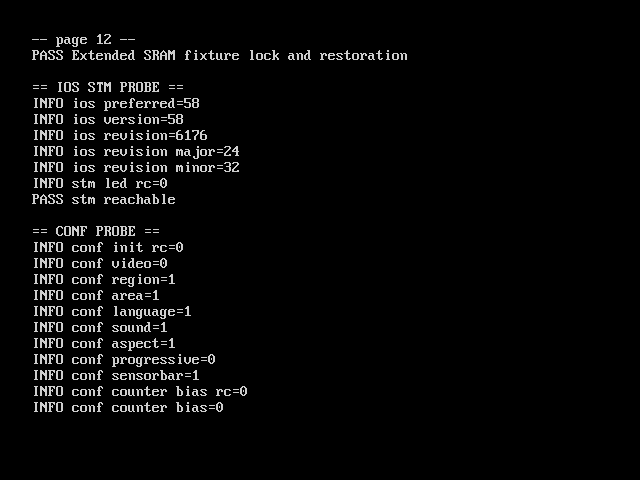 -- page 12 --
PASS Extended SRAM fixture lock and restoration
== IOS STM PROBE ==
INFO ios preferred=58
INFO ios version=58
INFO ios revision=6176
INFO ios revision major=24
INFO ios revision minor=32
INFO stm led rc=0
PASS stm reachable
== CONF PROBE ==
INFO conf init rc=0
INFO conf video=0
INFO conf region=1
INFO conf area=1
INFO conf language=1
INFO conf sound=1
INFO conf aspect=1
INFO conf progressive=0
INFO conf sensorbar=1
INFO conf counter bias rc=0
INFO conf counter bias=0